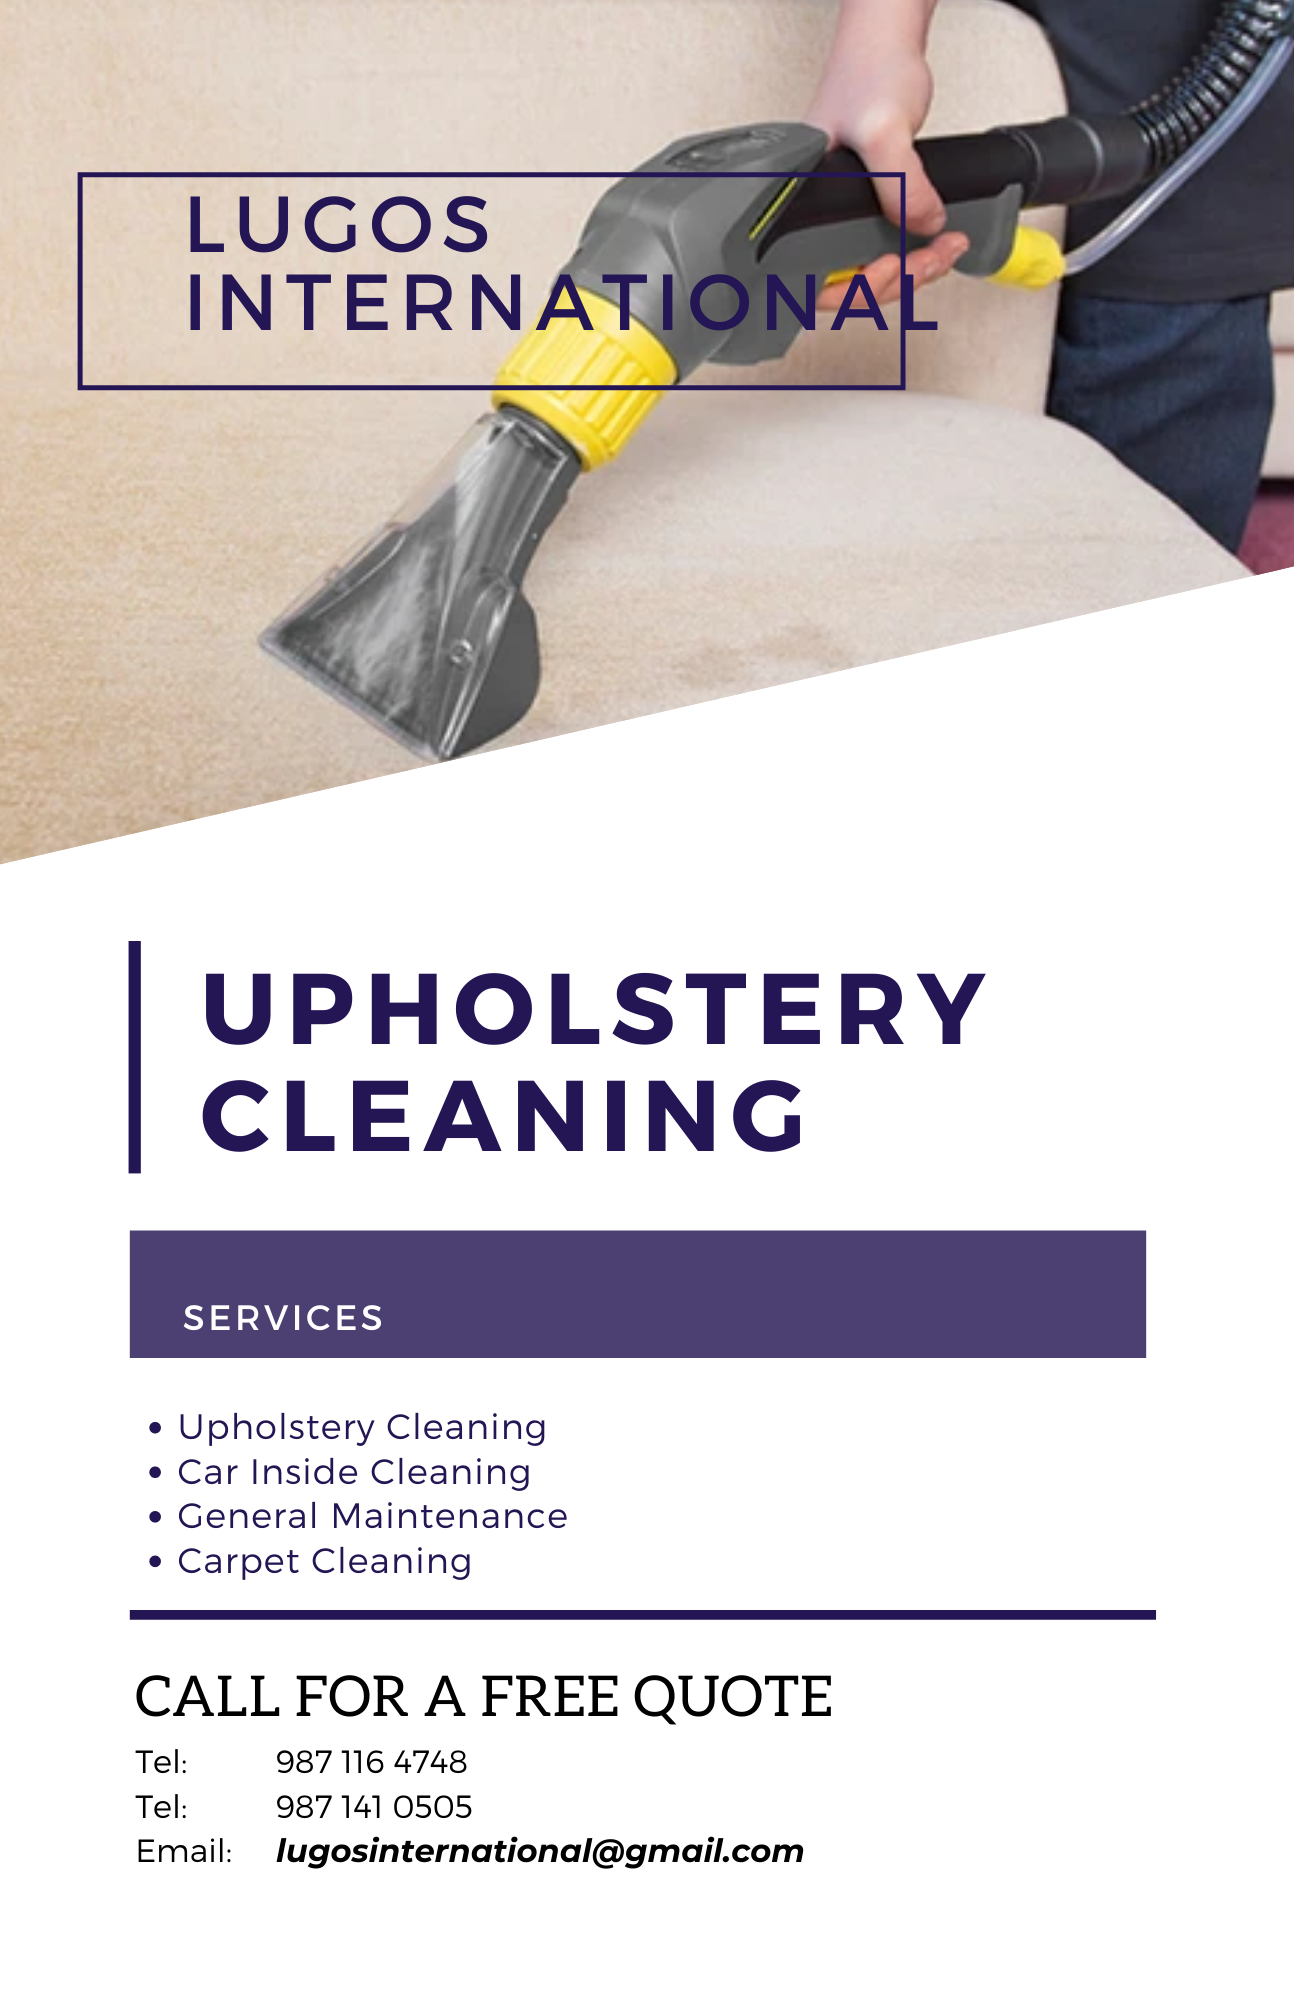 LUGOS
INTERNATIONAL
UPHOLSTERY
CLEANING
SERVICES
• Upholstery Cleaning
• Car Inside Cleaning
• General Maintenance
• Carpet Cleaning
CALL FOR A FREE QUOTE
Tel: 987 116 4748
Tel: 987 141 0505
Email: lugosinternational@gmail.com